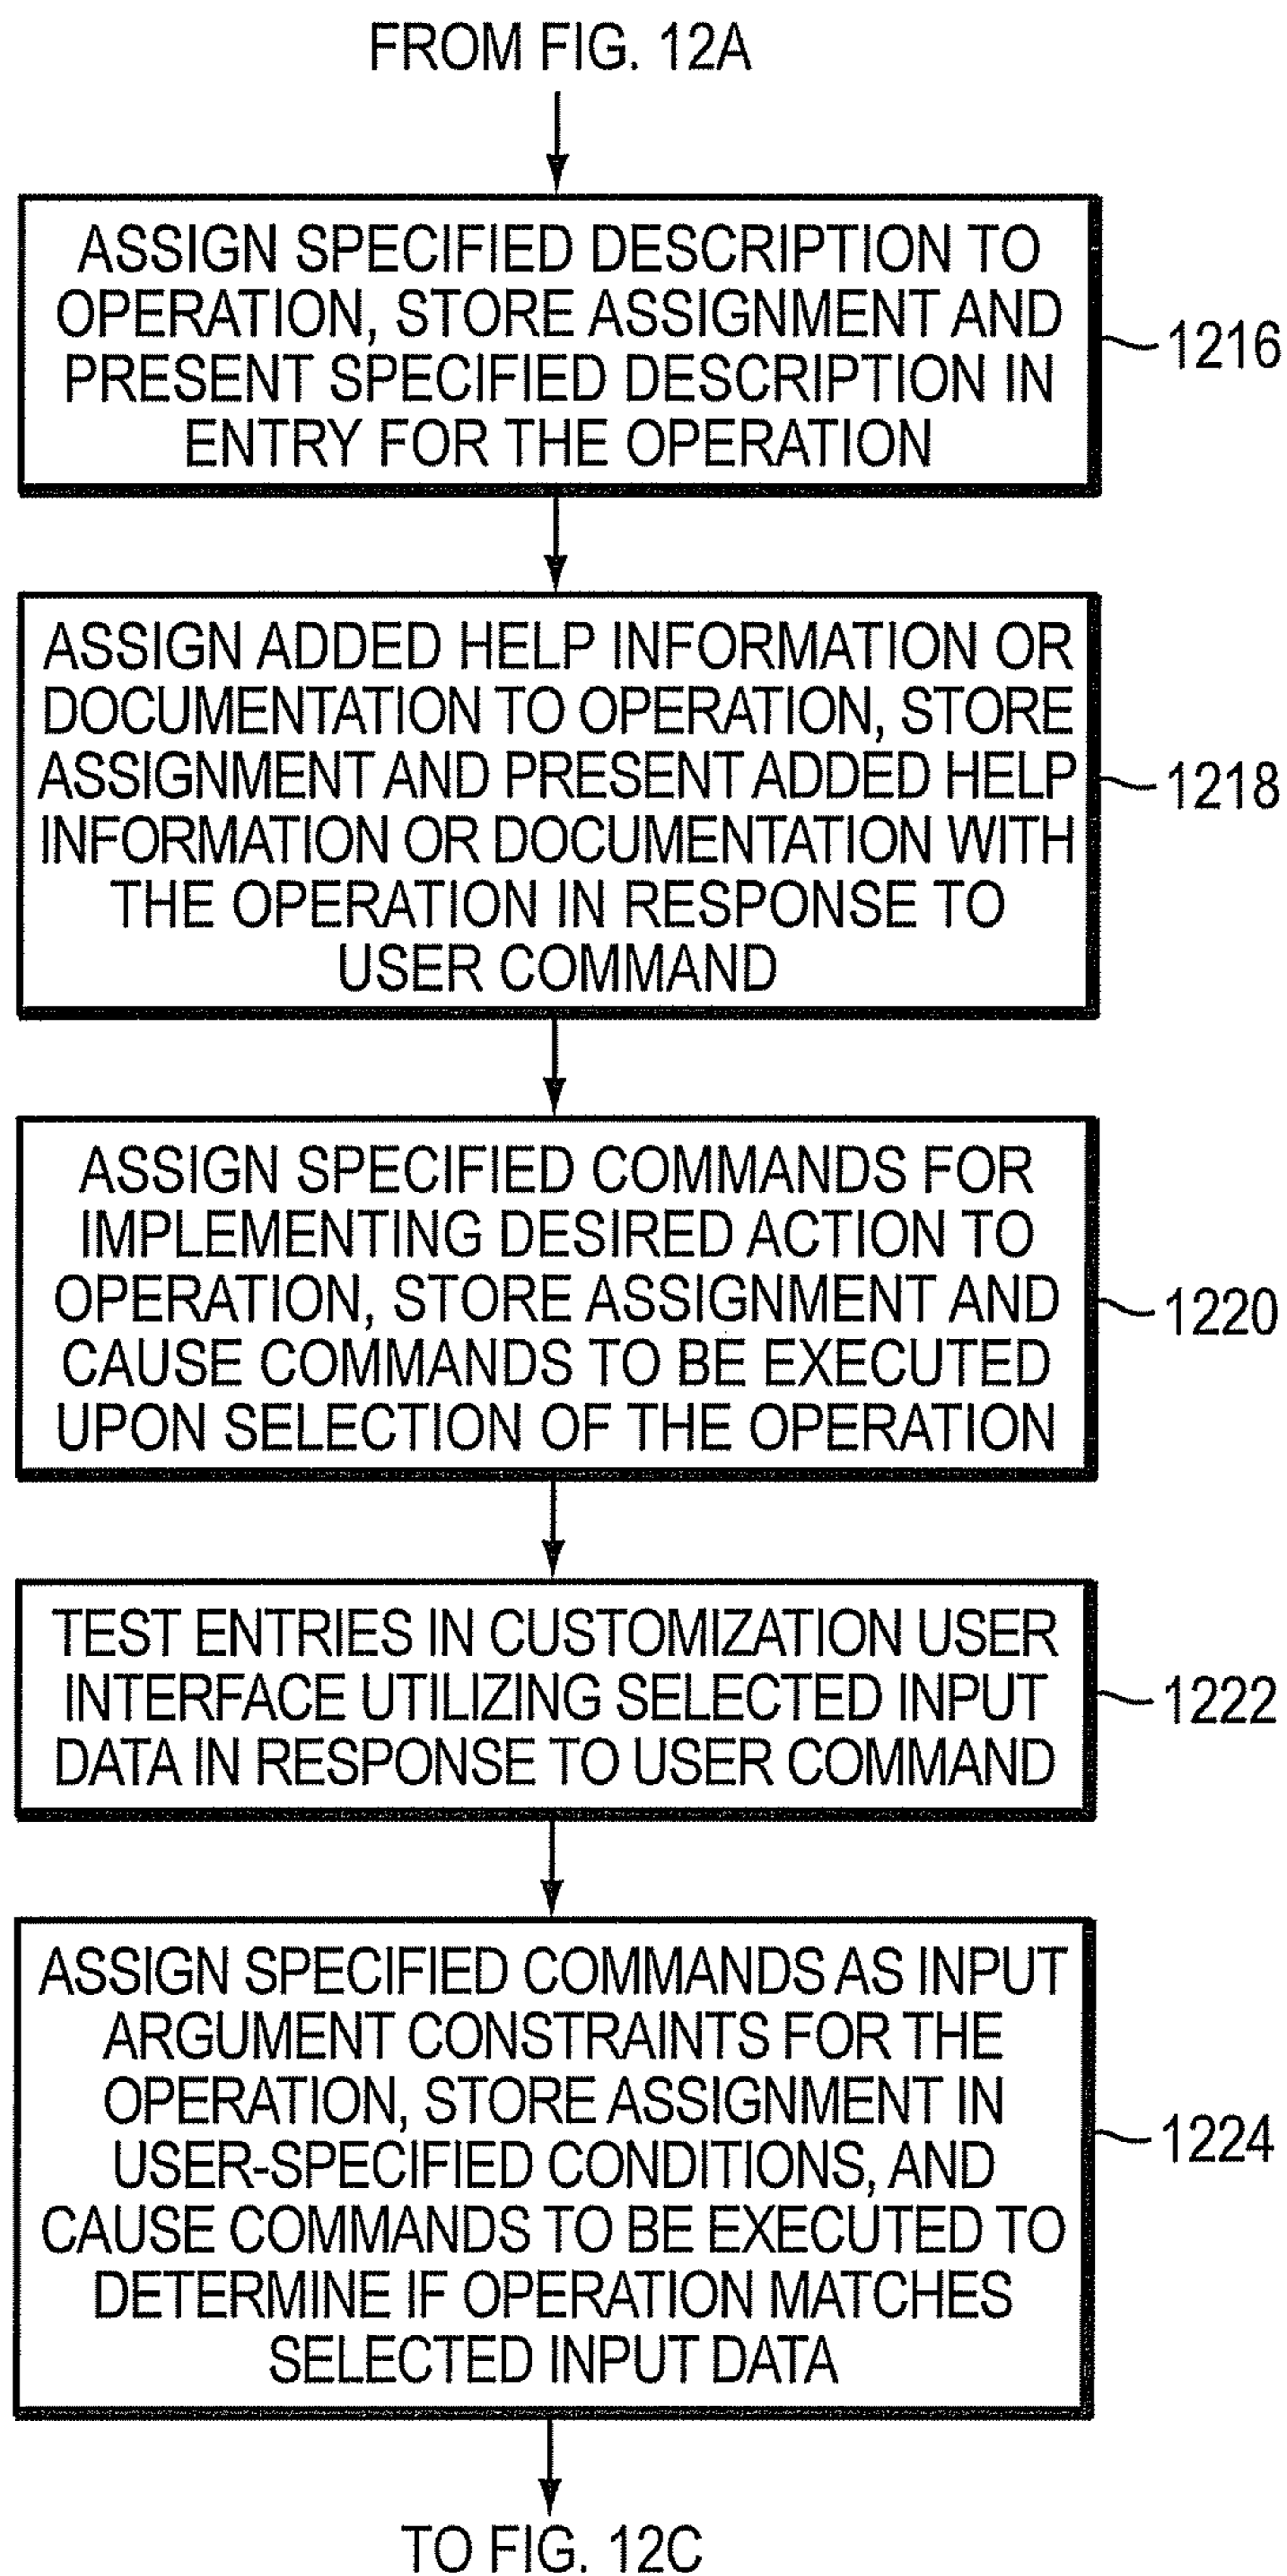 FROM FIG. 12A
ASSIGN SPECIFIED DESCRIPTION TO
OPERATION, STORE ASSIGNMENT AND
PRESENT SPECIFIED DESCRIPTION IN
ENTRY FOR THE OPERATION
1216
ASSIGN ADDED HELP INFORMATION OR
DOCUMENTATION TO OPERATION, STORE
ASSIGNMENT AND PRESENT ADDED HELP
INFORMATION OR DOCUMENTATION WITH
THE OPERATION IN RESPONSE TO
USER COMMAND
1218
ASSIGN SPECIFIED COMMANDS FOR
IMPLEMENTING DESIRED ACTION TO
OPERATION, STORE ASSIGNMENT AND
CAUSE COMMANDS TO BE EXECUTED
UPON SELECTION OF THE OPERATION
1220
TEST ENTRIES IN CUSTOMIZATION USER
INTERFACE UTILIZING SELECTED INPUT
DATA IN RESPONSE TO USER COMMAND
1222
ASSIGN SPECIFIED COMMANDS AS INPUT
ARGUMENT CONSTRAINTS FOR THE
OPERATION, STORE ASSIGNMENT IN
USER-SPECIFIED CONDITIONS, AND
CAUSE COMMANDS TO BE EXECUTED TO
DETERMINE IF OPERATION MATCHES
SELECTED INPUT DATA
1224
TO FIG. 12C